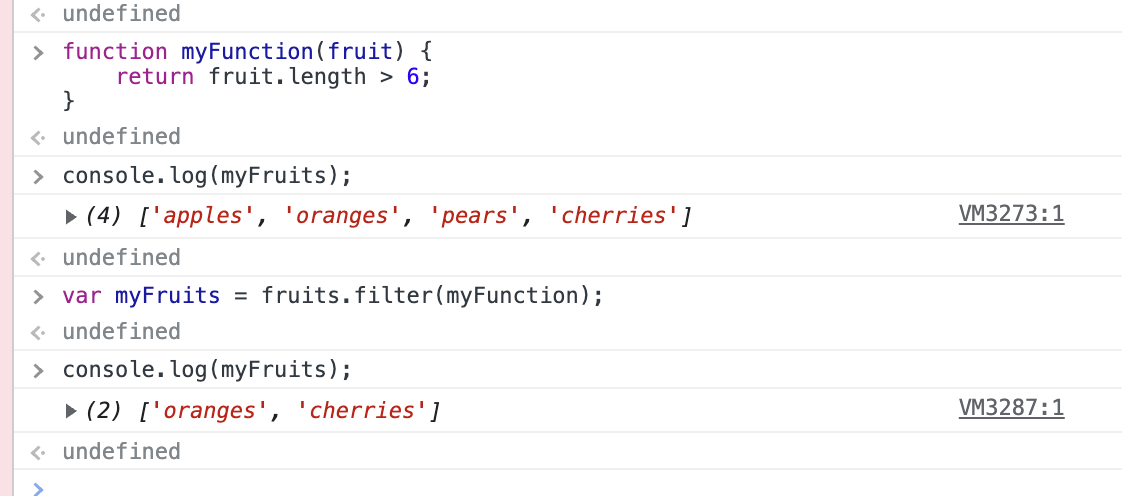 undefined
function myFunction(fruit) {
    return fruit.length > 6;
}
undefined
console.log(myFruits);
(4) ['apples', 'oranges', 'pears', 'cherries'] VM3273:1
undefined
var myFruits = fruits.filter(myFunction);
undefined
console.log(myFruits);
(2) ['oranges', 'cherries'] VM3287:1
undefined